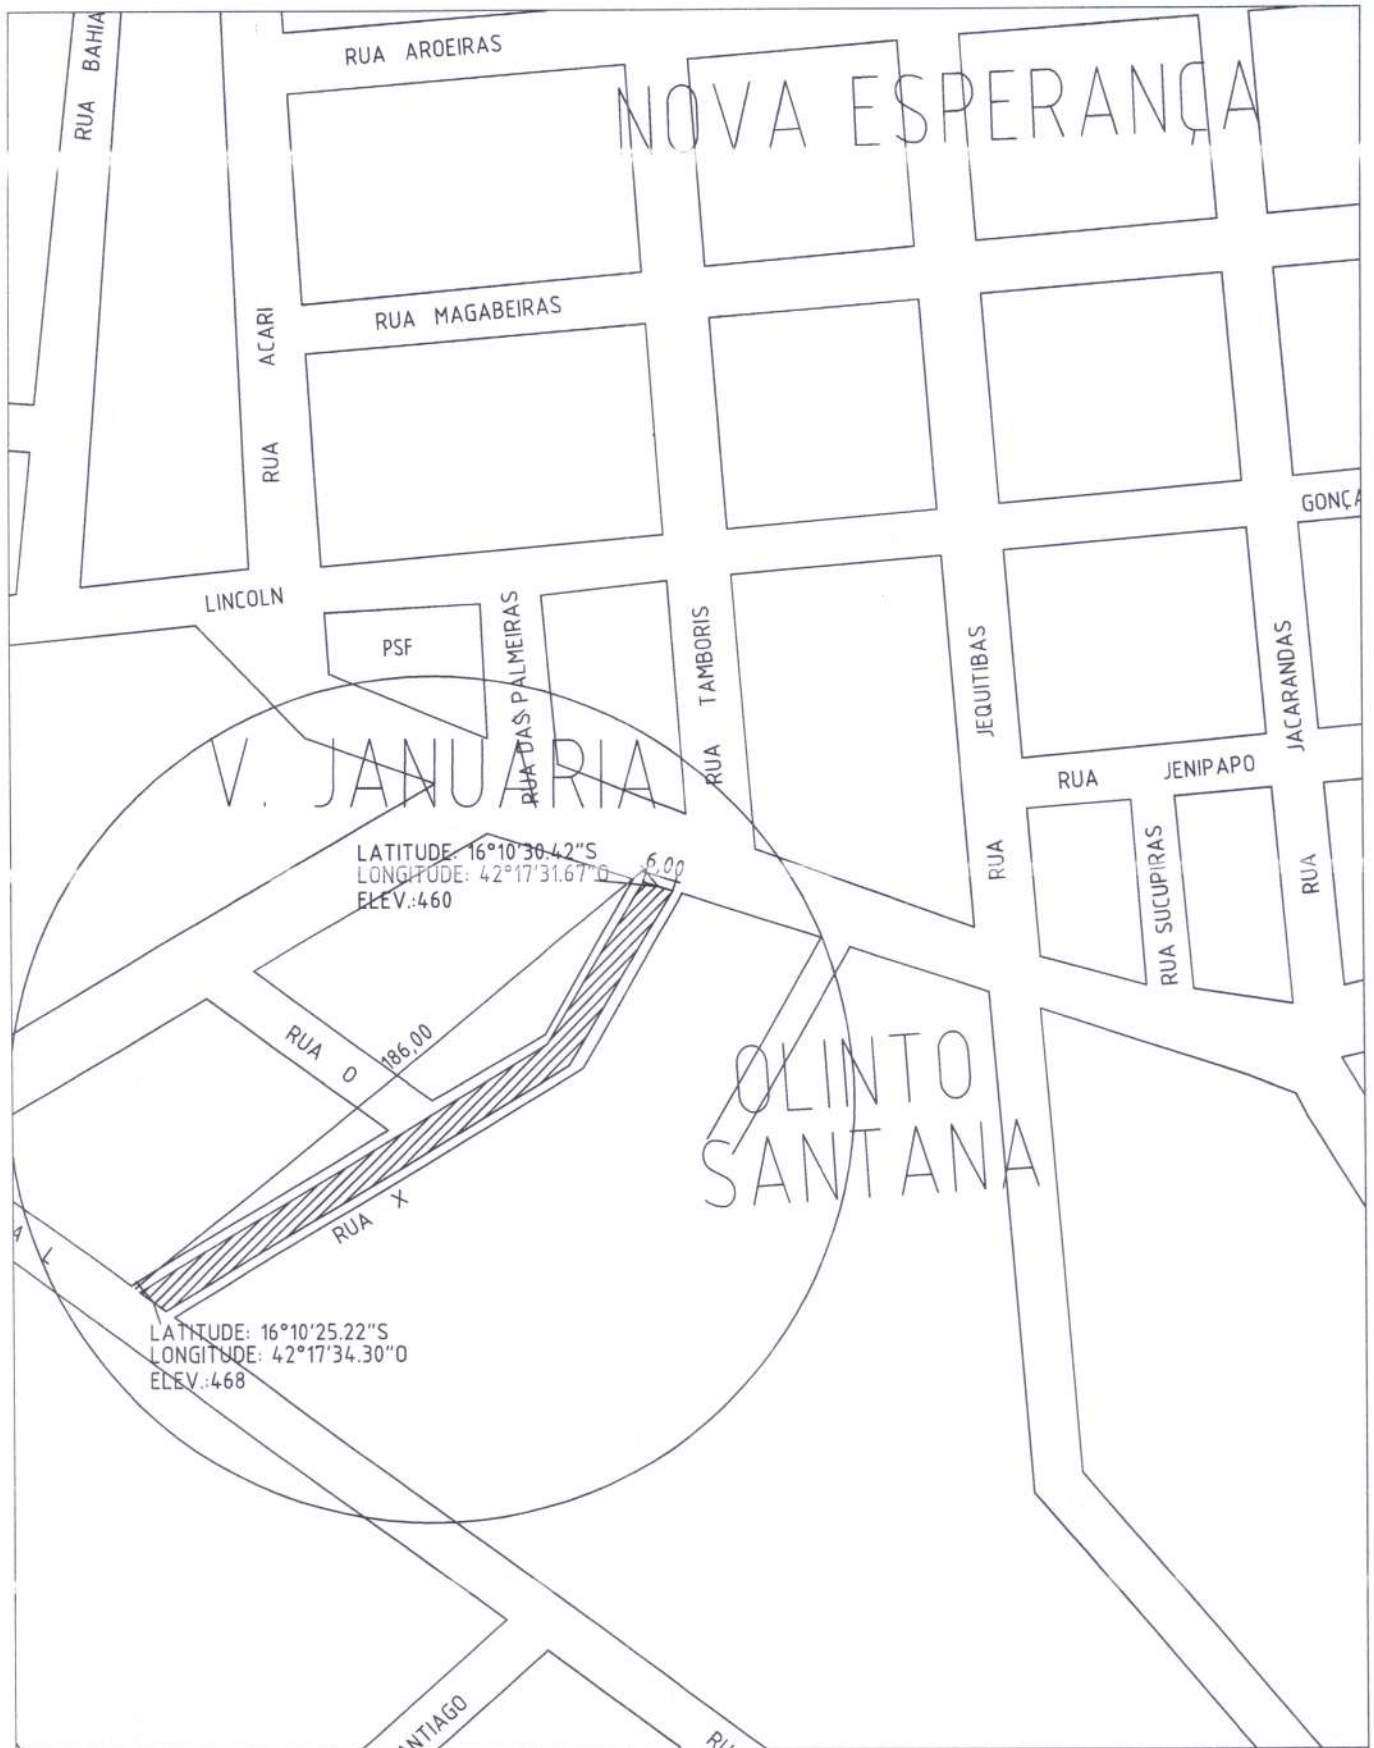 RUA BAHIA
RUA AROEIRAS
NOVA ESPERANÇA
RUA ACARI
RUA MAGABEIRAS
GONÇA
LINCOLN
PSF
RUA DAS PALMEIRAS
RUA TAMBORIS
RUA JEQUITIBAS
RUA JACARANDAS
RUA JENIPAPO
RUA SUCUPIRAS
V. JANUARIA
LATITUDE: 16°10'30.42"S
LONGITUDE: 42°17'31.67"O
ELEV.:460
6,00
RUA O
186,00
OLINTO
SANTANA
RUA X
A L
LATITUDE: 16°10'25.22"S
LONGITUDE: 42°17'34.30"O
ELEV.:468
ANTIAGO
RU